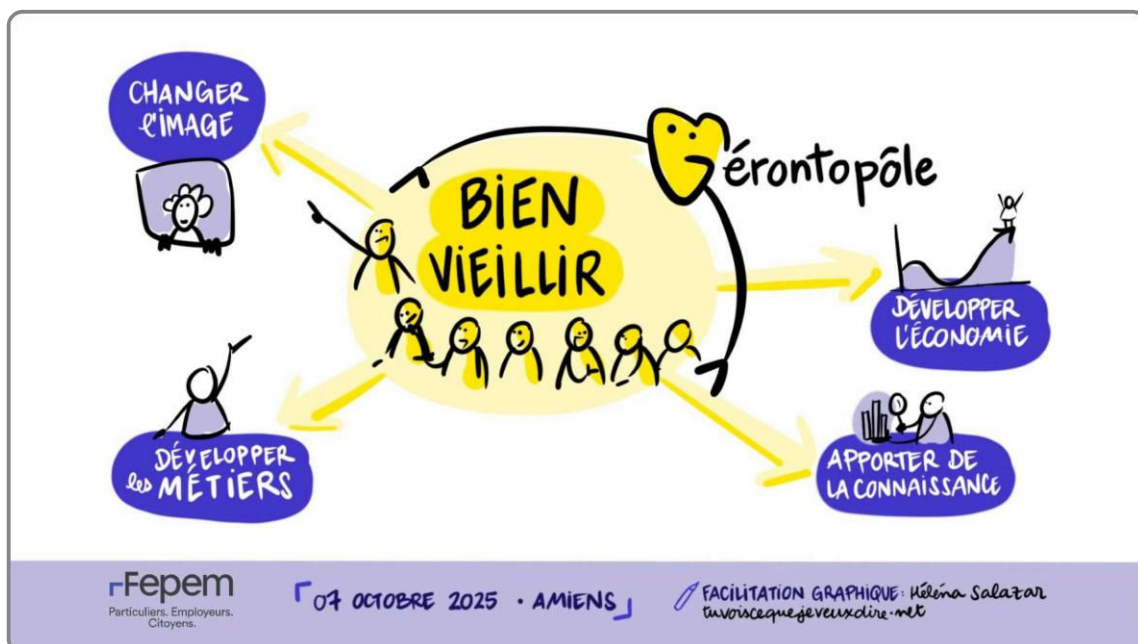 CHANGER
l'iMAGE
Gérontopôle
BiEN
ViEiLLiR
DÉVELOPPER
L'ÉCONOMIE
DÉVELOPPER
les MÉTiERS
APPORTER DE
LA CONNAiSSANCE
Fepem
Particuliers. Employeurs.
Citoyens.
07 OCTOBRE 2025 • AMIENS
FACILITATION GRAPHIQUE: Héléna Salazar
tuvoiscequejeveuxdire.net